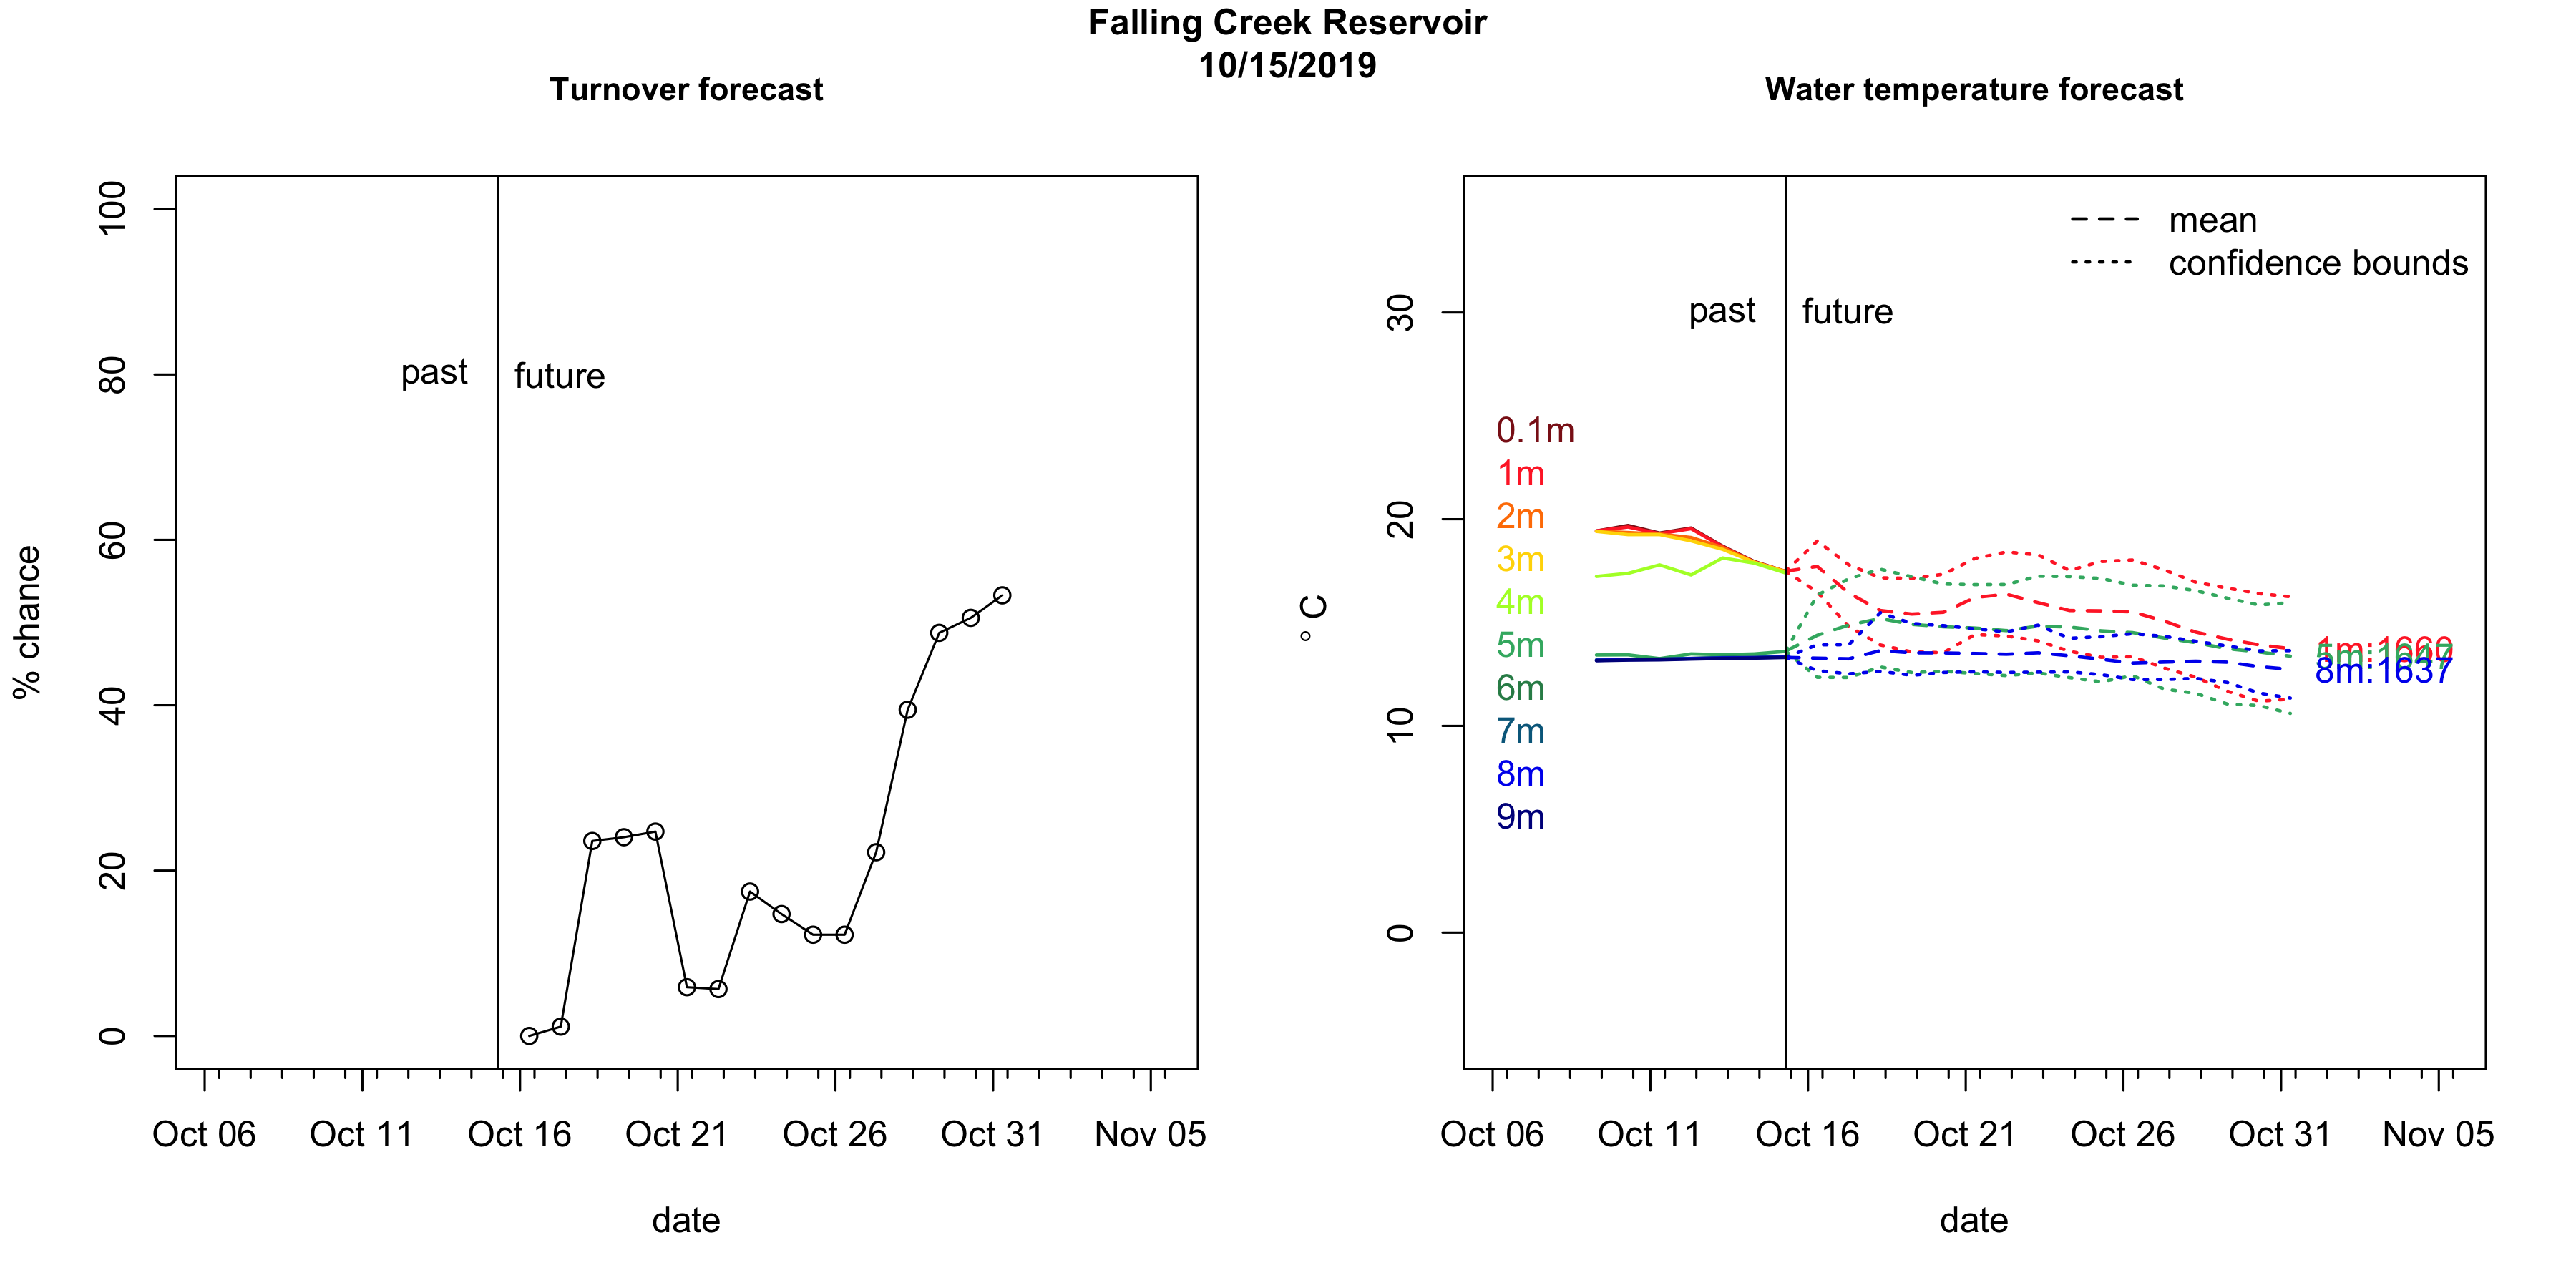 Falling Creek Reservoir
10/15/2019
Turnover forecast
% chance
100
80
60
40
20
0
past
future
Oct 06
Oct 11
Oct 16
Oct 21
Oct 26
Oct 31
Nov 05
date
Water temperature forecast
° C
30
20
10
0
mean
confidence bounds
past
future
0.1m
1m
2m
3m
4m
5m
6m
7m
8m
9m
8m:1637
Oct 06
Oct 11
Oct 16
Oct 21
Oct 26
Oct 31
Nov 05
date